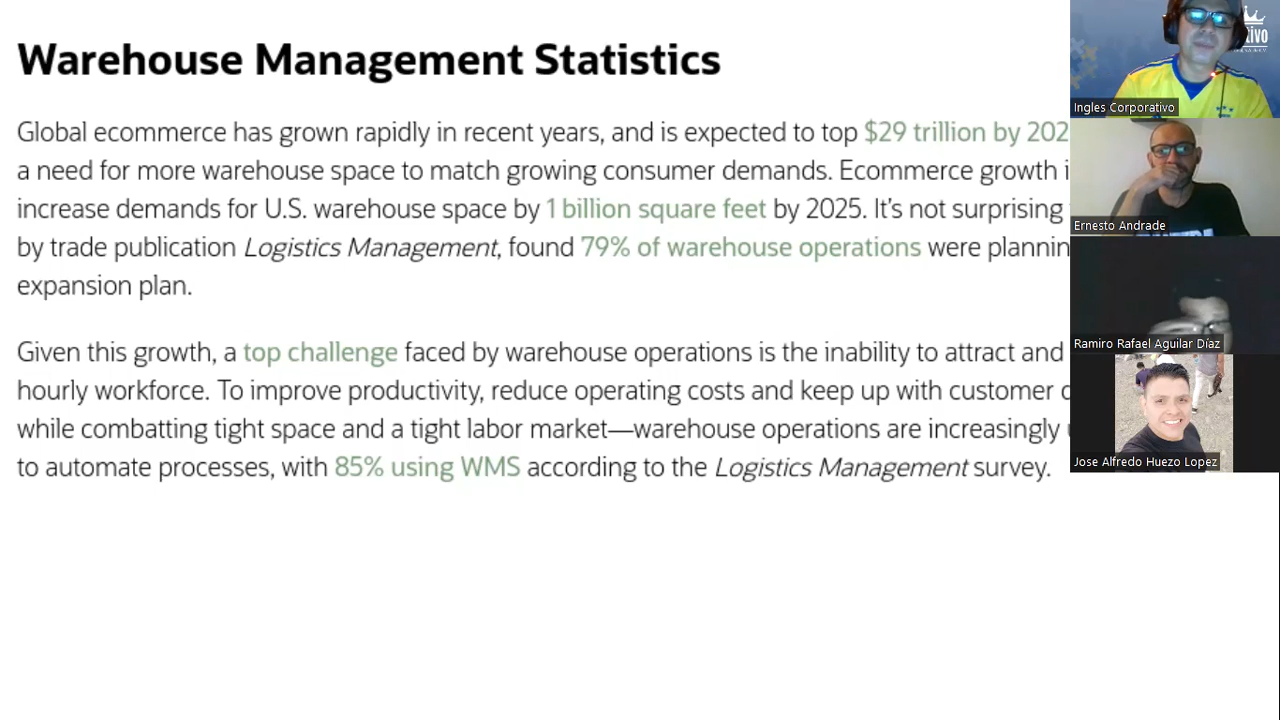 Warehouse Management Statistics
Global ecommerce has grown rapidly in recent years, and is expected to top $29 trillion by 202
a need for more warehouse space to match growing consumer demands. Ecommerce growth i
increase demands for U.S. warehouse space by 1 billion square feet by 2025. It's not surprising
by trade publication Logistics Management, found 79% of warehouse operations were plannin
expansion plan.
Given this growth, a top challenge faced by warehouse operations is the inability to attract and
hourly workforce. To improve productivity, reduce operating costs and keep up with customer
while combatting tight space and a tight labor market—warehouse operations are increasingly
to automate processes, with 85% using WMS according to the Logistics Management survey.
Ingles Corporativo
Ernesto Andrade
Ramiro Rafael Aguilar Díaz
Jose Alfredo Huezo Lopez